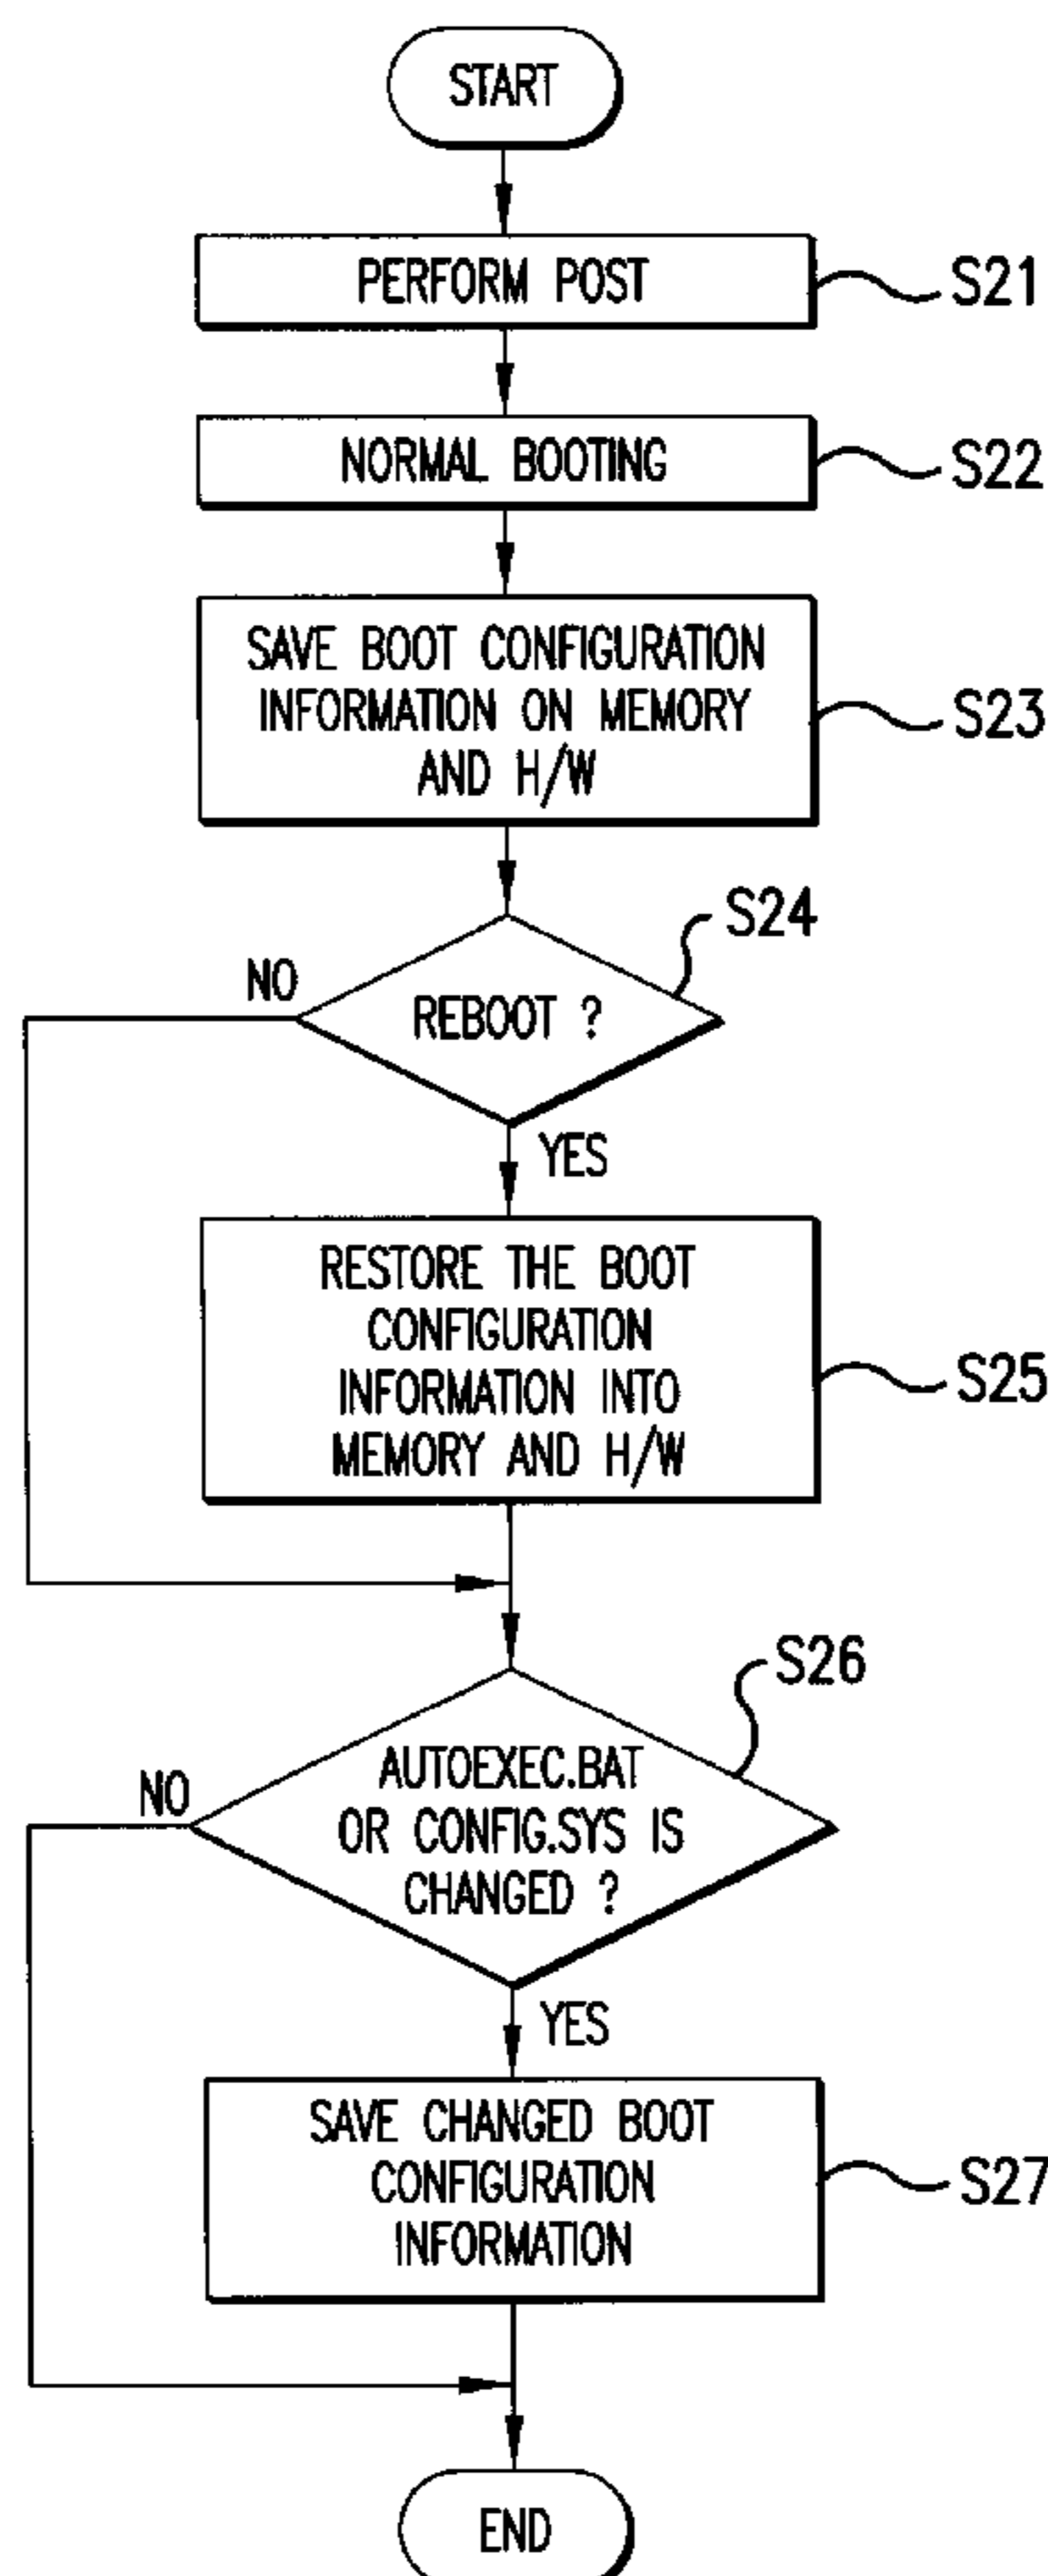 START
PERFORM POST
S21
NORMAL BOOTING
S22
SAVE BOOT CONFIGURATION
INFORMATION ON MEMORY
AND H/W
S23
S24
REBOOT ?
NO
YES
RESTORE THE BOOT
CONFIGURATION
INFORMATION INTO
MEMORY AND H/W
S25
S26
AUTOEXEC.BAT
OR CONFIG.SYS IS
CHANGED ?
NO
YES
SAVE CHANGED BOOT
CONFIGURATION
INFORMATION
S27
END